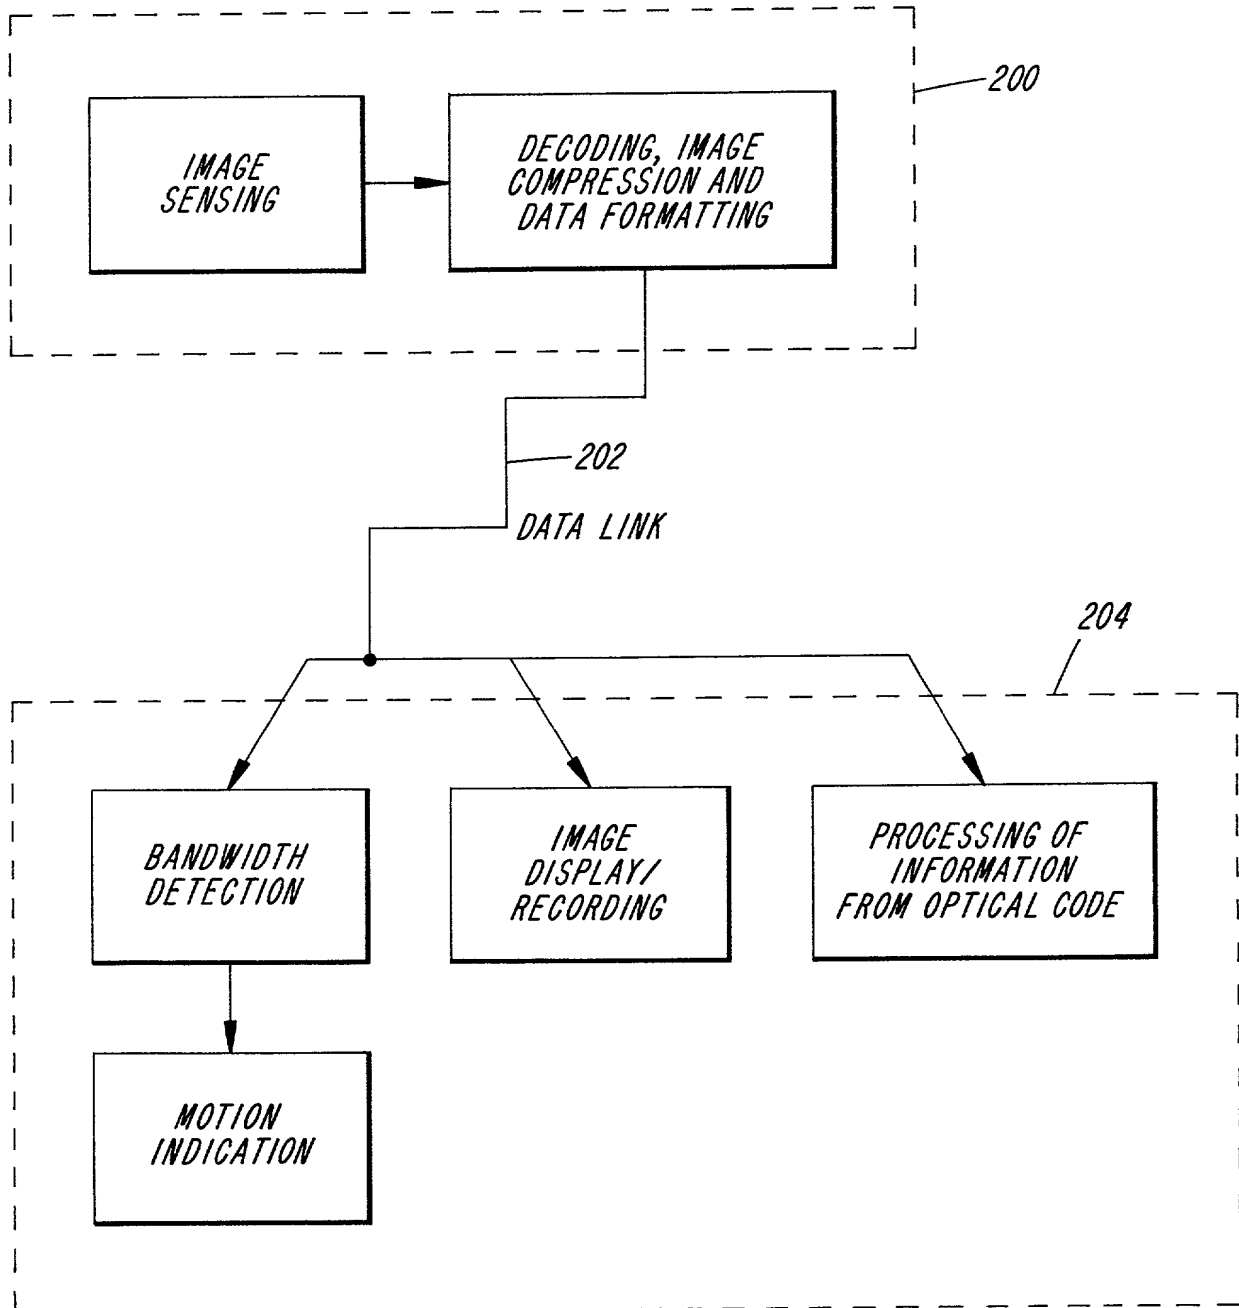 200
IMAGE
SENSING
DECODING, IMAGE
COMPRESSION AND
DATA FORMATTING
202
DATA LINK
204
BANDWIDTH
DETECTION
IMAGE
DISPLAY/
RECORDING
PROCESSING OF
INFORMATION
FROM OPTICAL CODE
MOTION
INDICATION